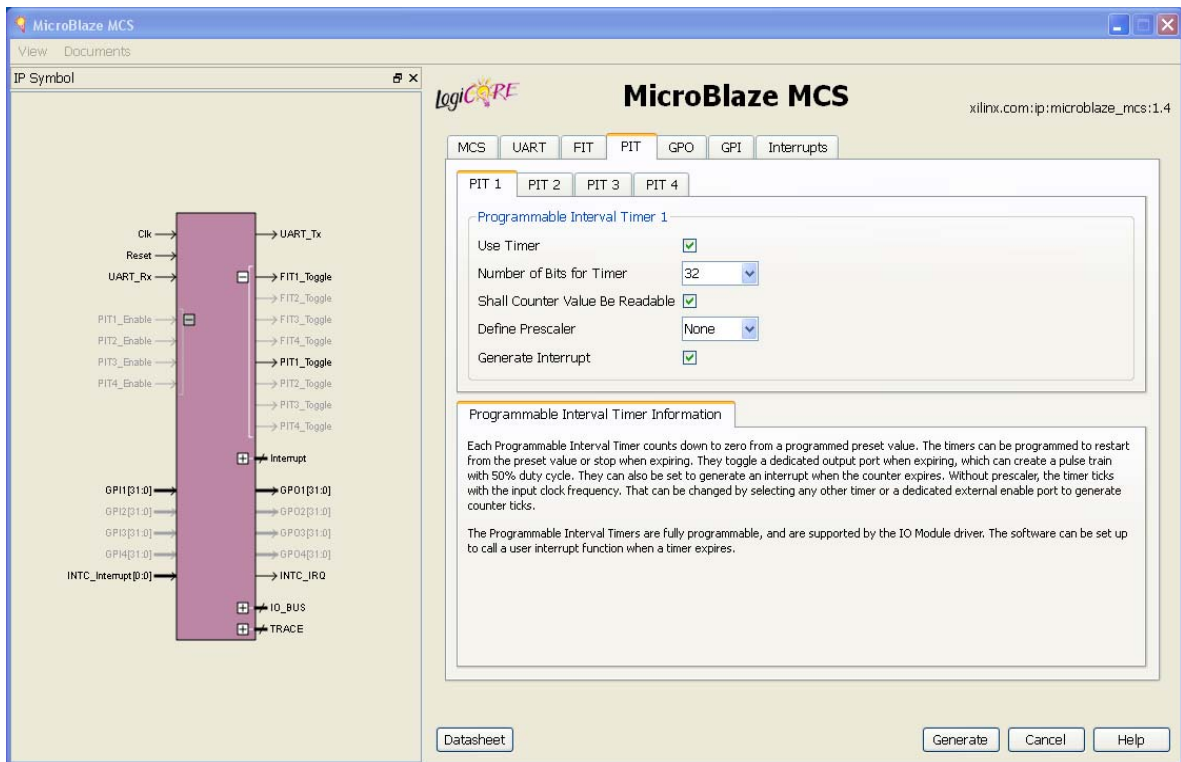 MicroBlaze MCS
View Documents
IP Symbol
Clk
Reset
UART_Rx
PIT1_Enable
PIT2_Enable
PIT3_Enable
PIT4_Enable
GPI1[31:0]
GPI2[31:0]
GPI3[31:0]
GPI4[31:0]
INTC_Interrupt[0:0]
UART_Tx
FIT1_Toggle
FIT2_Toggle
FIT3_Toggle
FIT4_Toggle
PIT1_Toggle
PIT2_Toggle
PIT3_Toggle
PIT4_Toggle
Interrupt
GPO1[31:0]
GPO2[31:0]
GPO3[31:0]
GPO4[31:0]
INTC_IRQ
IO_BUS
TRACE
LogiCORE
MicroBlaze MCS
xilinx.com:ip:microblaze_mcs:1.4
MCS UART FIT PIT GPO GPI Interrupts
PIT 1 PIT 2 PIT 3 PIT 4
Programmable Interval Timer 1
Use Timer
Number of Bits for Timer 32
Shall Counter Value Be Readable
Define Prescaler None
Generate Interrupt
Programmable Interval Timer Information
Each Programmable Interval Timer counts down to zero from a programmed preset value. The timers can be programmed to restart
from the preset value or stop when expiring. They toggle a dedicated output port when expiring, which can create a pulse train
with 50% duty cycle. They can also be set to generate an interrupt when the counter expires. Without prescaler, the timer ticks
with the input clock frequency. That can be changed by selecting any other timer or a dedicated external enable port to generate
counter ticks.
The Programmable Interval Timers are fully programmable, and are supported by the IO Module driver. The software can be set up
to call a user interrupt function when a timer expires.
Datasheet Generate Cancel Help